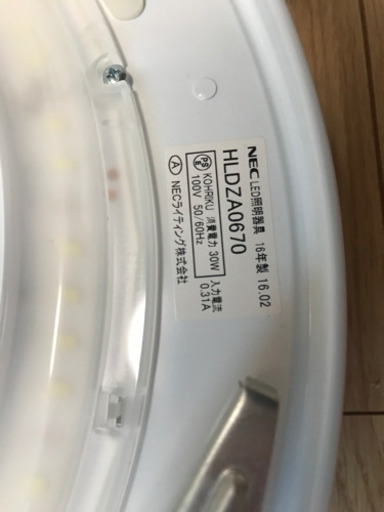 NEC LED照明器具 16年製 16.02
HLDZA0670
PS E KOHRIKU 消費電力 30W 入力電流
100V 50/60Hz 0.31A
A NECライティング株式会社